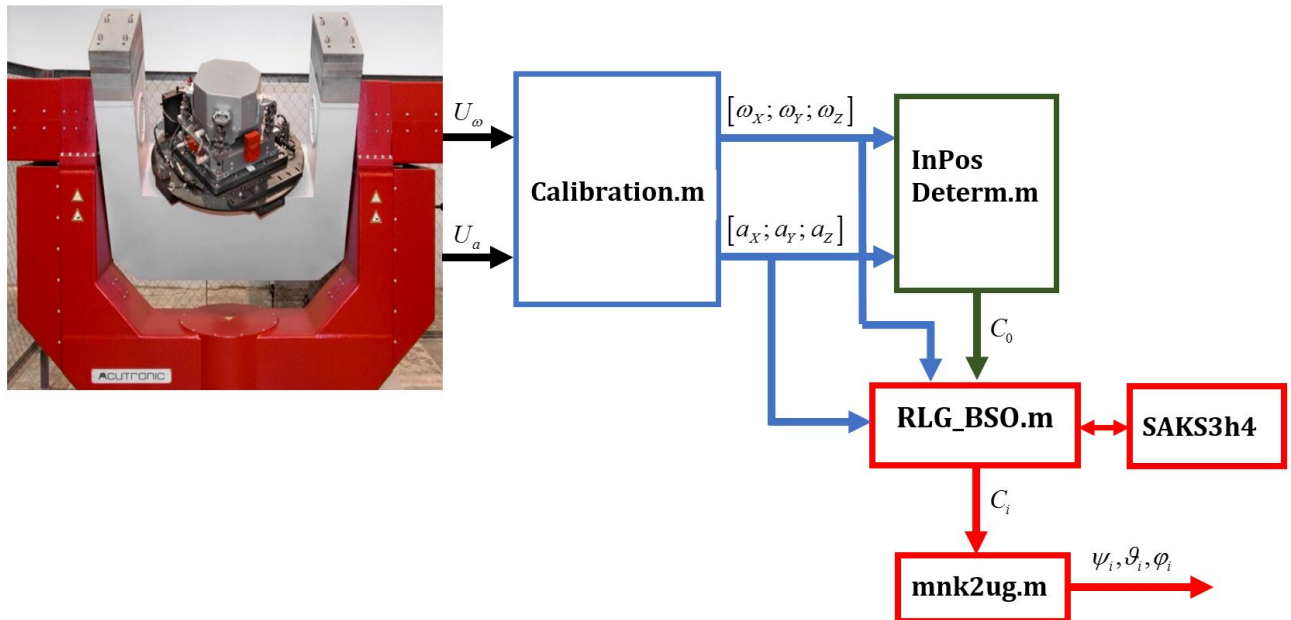 ACUTRONIC
U_ω
U_a
Calibration.m
[ω_X; ω_Y; ω_Z]
[a_X; a_Y; a_Z]
InPos
Determ.m
C_0
RLG_BSO.m
SAKS3h4
C_i
mnk2ug.m
ψ_i, ϑ_i, φ_i